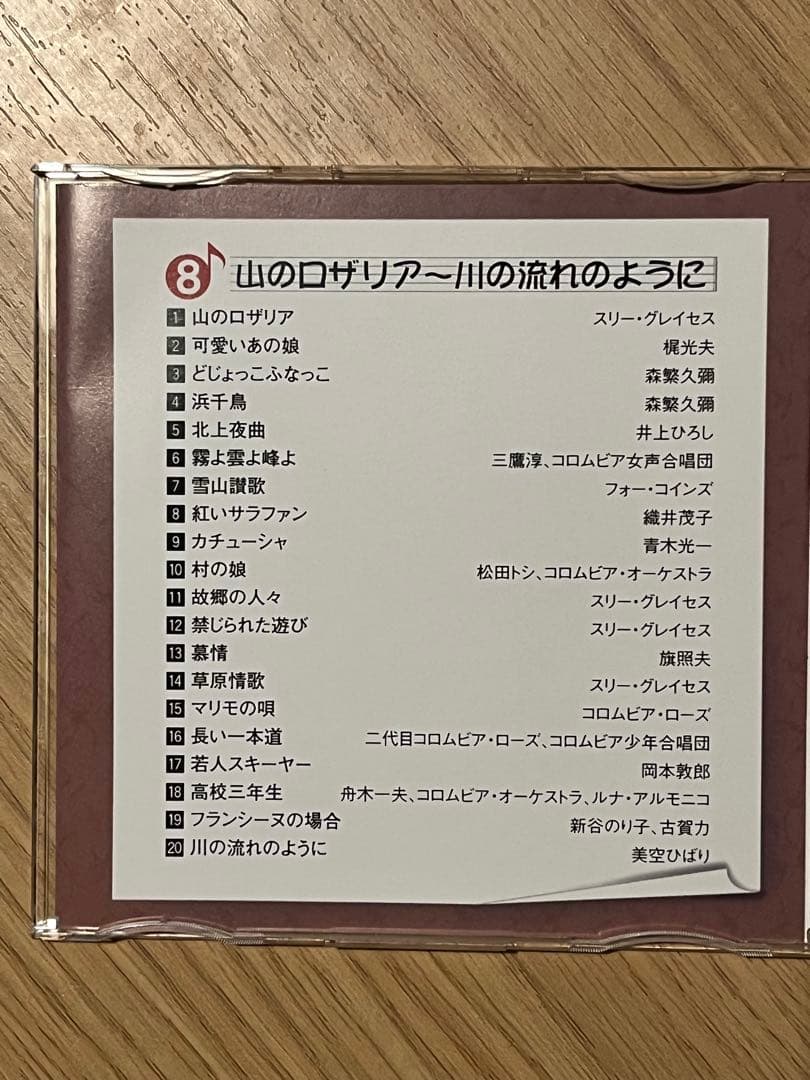 8 山のロザリア〜川の流れのように
1 山のロザリア スリー・グレイセス
2 可愛いあの娘 梶光夫
3 どじょっこふなっこ 森繁久彌
4 浜千鳥 森繁久彌
5 北上夜曲 井上ひろし
6 霧よ雲よ峰よ 三鷹淳、コロムビア女声合唱団
7 雪山讃歌 フォー・コインズ
8 紅いサラファン 織井茂子
9 カチューシャ 青木光一
10 村の娘 松田トシ、コロムビア・オーケストラ
11 故郷の人々 スリー・グレイセス
12 禁じられた遊び スリー・グレイセス
13 慕情 旗照夫
14 草原情歌 スリー・グレイセス
15 マリモの唄 コロムビア・ローズ
16 長い一本道 二代目コロムビア・ローズ、コロムビア少年合唱団
17 若人スキーヤー 岡本敦郎
18 高校三年生 舟木一夫、コロムビア・オーケストラ、ルナ・アルモニコ
19 フランシーヌの場合 新谷のり子、古賀力
20 川の流れのように 美空ひばり